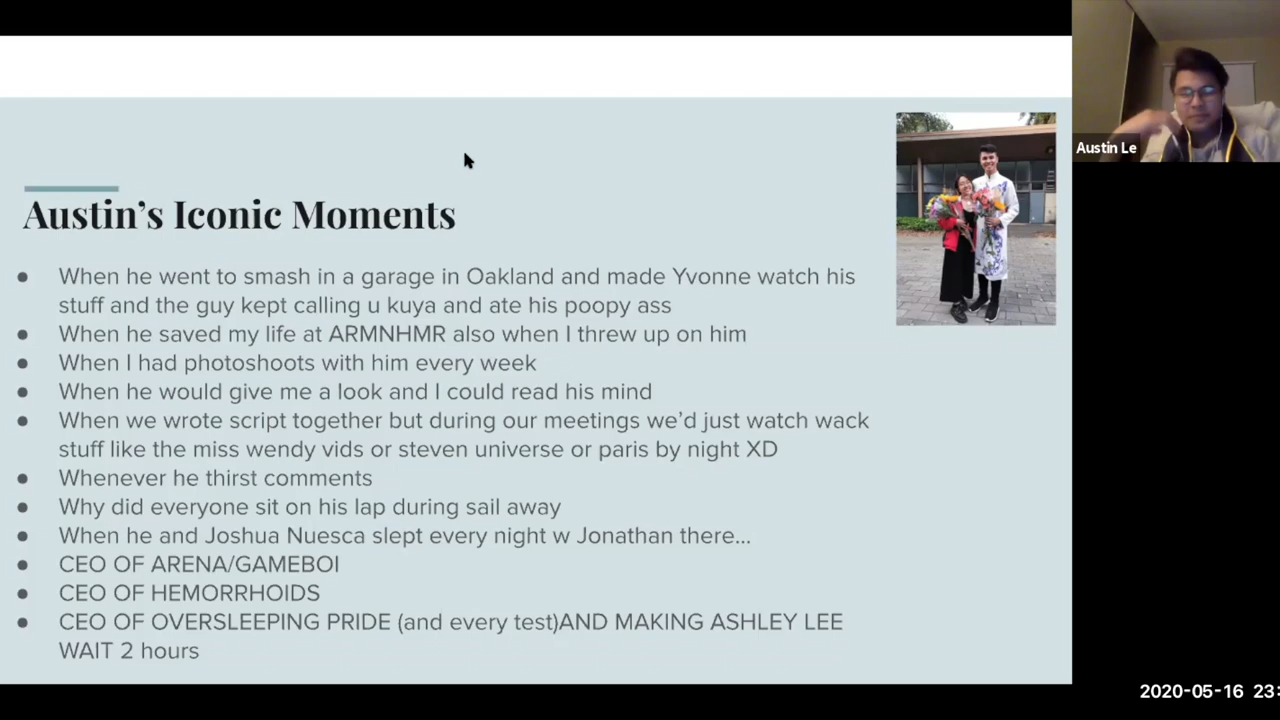 Austin Le
Austin's Iconic Moments
● When he went to smash in a garage in Oakland and made Yvonne watch his
stuff and the guy kept calling u kuya and ate his poopy ass
● When he saved my life at ARMNHMR also when I threw up on him
● When I had photoshoots with him every week
● When he would give me a look and I could read his mind
● When we wrote script together but during our meetings we'd just watch wack
stuff like the miss wendy vids or steven universe or paris by night XD
● Whenever he thirst comments
● Why did everyone sit on his lap during sail away
● When he and Joshua Nuesca slept every night w Jonathan there...
● CEO OF ARENA/GAMEBOI
● CEO OF HEMORRHOIDS
● CEO OF OVERSLEEPING PRIDE (and every test)AND MAKING ASHLEY LEE
WAIT 2 hours
2020-05-16 23: